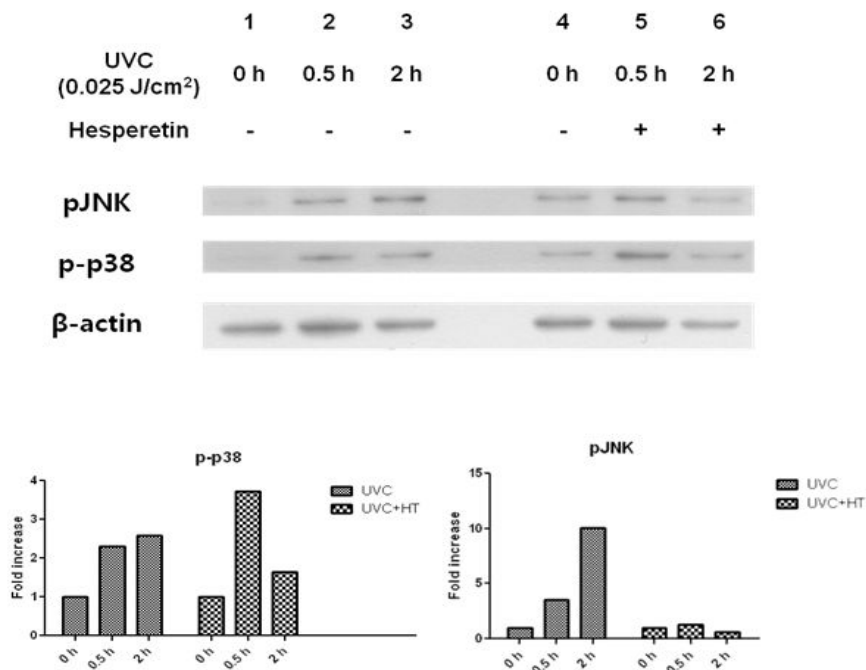 1 2 3 4 5 6
UVC
(0.025 J/cm²) 0 h 0.5 h 2 h 0 h 0.5 h 2 h
Hesperetin - - - - + +
pJNK
p-p38
β-actin
p-p38
Fold increase
4
3
2
1
0
0 h 0.5 h 2 h 0 h 0.5 h 2 h
UVC
UVC+HT
pJNK
Fold increase
15
10
5
0
0 h 0.5 h 2 h 0 h 0.5 h 2 h
UVC
UVC+HT